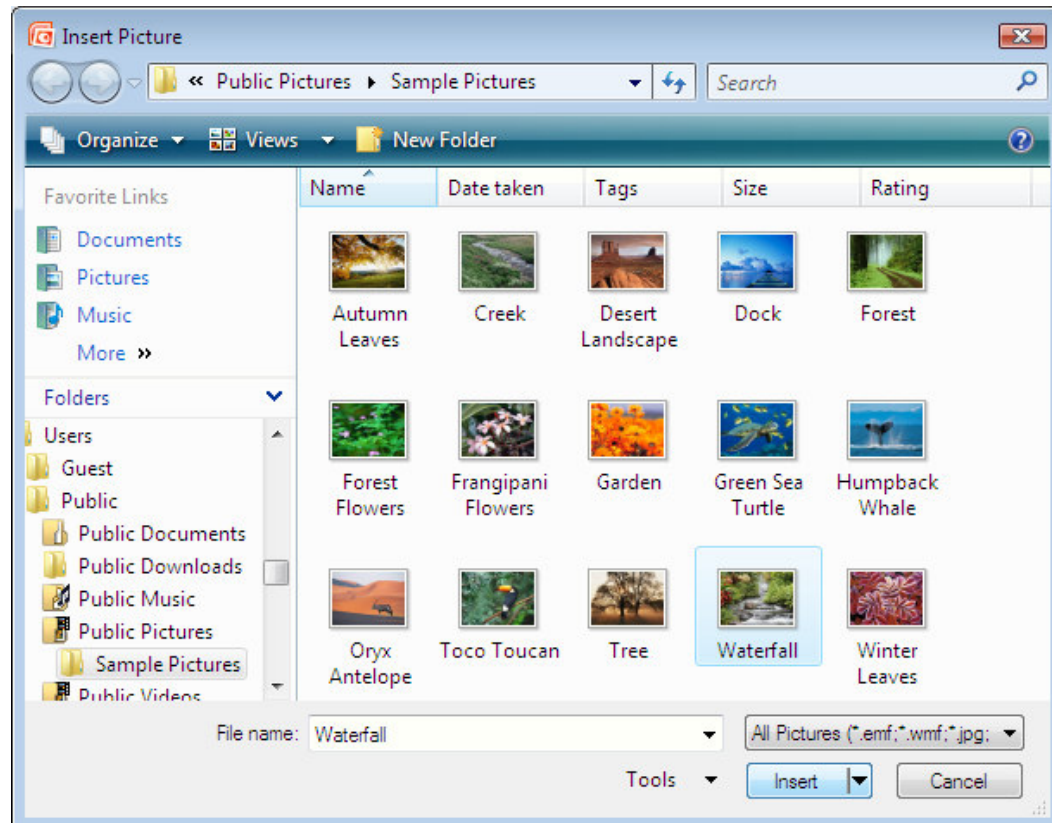 Insert Picture
« Public Pictures ▸ Sample Pictures
Search
Organize
Views
New Folder
Favorite Links
Documents
Pictures
Music
More »
Folders
Users
Guest
Public
Public Documents
Public Downloads
Public Music
Public Pictures
Sample Pictures
Public Videos
Name Date taken Tags Size Rating
Autumn
Leaves
Creek
Desert
Landscape
Dock
Forest
Forest
Flowers
Frangipani
Flowers
Garden
Green Sea
Turtle
Humpback
Whale
Oryx
Antelope
Toco Toucan
Tree
Waterfall
Winter
Leaves
File name: Waterfall
All Pictures (*.emf;*.wmf;*.jpg;
Tools
Insert
Cancel